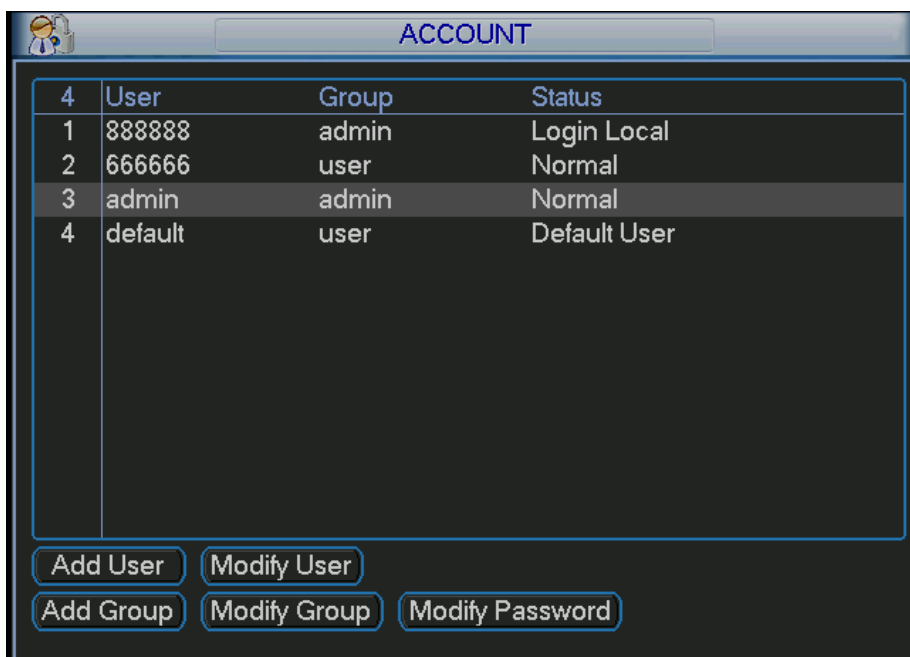 ACCOUNT
4 User Group Status
1 888888 admin Login Local
2 666666 user Normal
3 admin admin Normal
4 default user Default User
Add User Modify User
Add Group Modify Group Modify Password